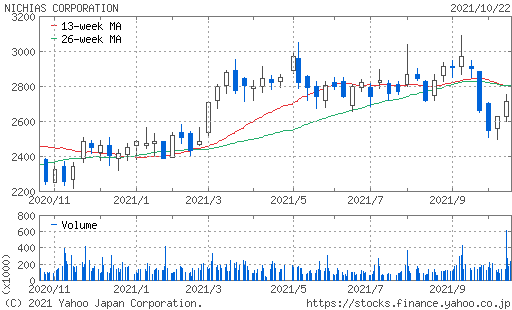 NICHIAS CORPORATION 2021/10/22
3200
13-week MA
26-week MA
3000
2800
2600
2400
2200
2020/11 2021/1 2021/3 2021/5 2021/7 2021/9
800
Volume
600
400
200
0
(x1000)
2020/11 2021/1 2021/3 2021/5 2021/7 2021/9
(C) 2021 Yahoo Japan Corporation. https://stocks.finance.yahoo.co.jp/